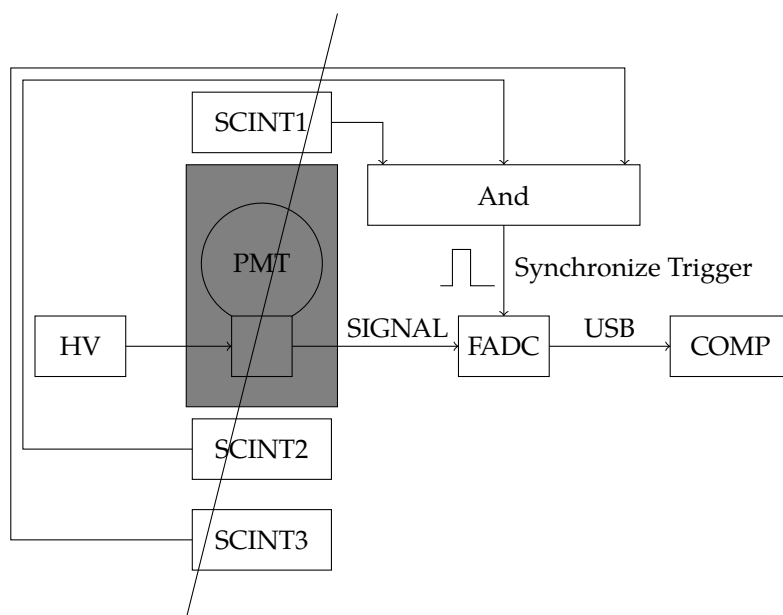 SCINT1
And
PMT
Synchronize Trigger
HV
SIGNAL
FADC
USB
COMP
SCINT2
SCINT3